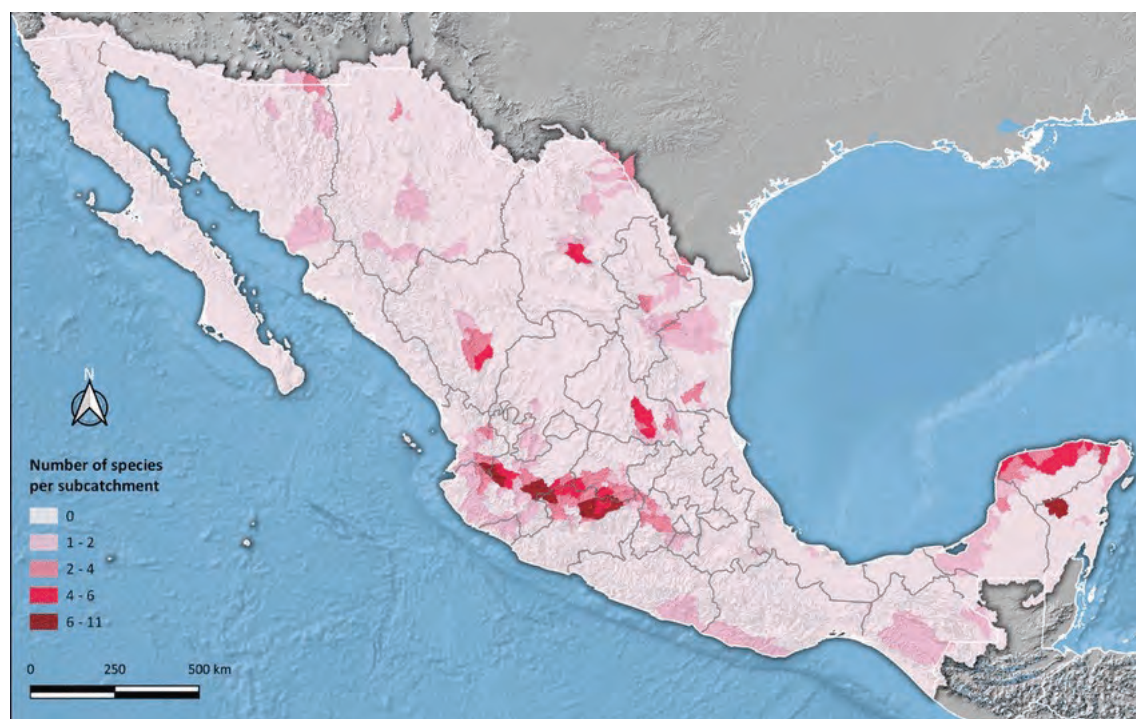 N
Number of species
per subcatchment
0
1 - 2
2 - 4
4 - 6
6 - 11
0 250 500 km